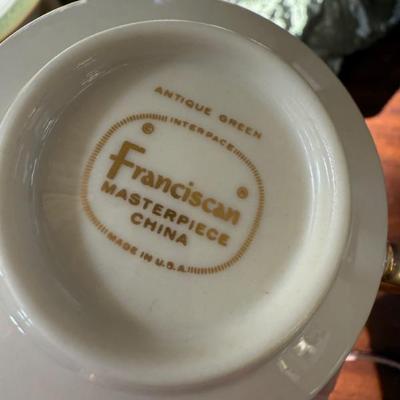 ANTIQUE GREEN
© INTERPACE
Franciscan ®
MASTERPIECE
CHINA
MADE IN U.S.A.